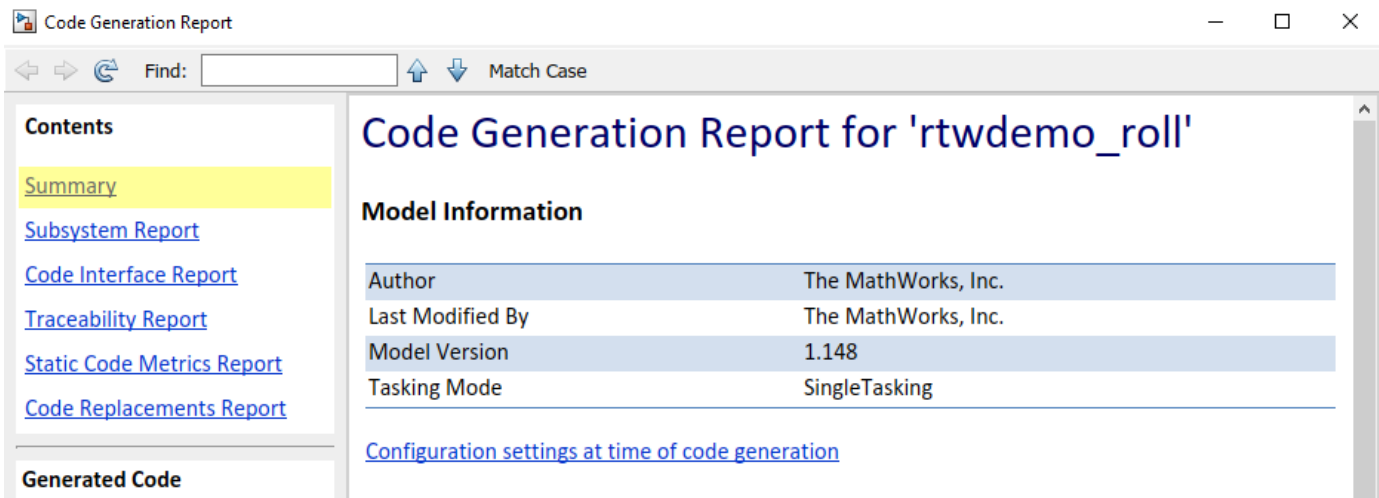 Code Generation Report
Find:
Match Case
Contents
Summary
Subsystem Report
Code Interface Report
Traceability Report
Static Code Metrics Report
Code Replacements Report
Generated Code
Code Generation Report for 'rtwdemo_roll'
Model Information
Author The MathWorks, Inc.
Last Modified By The MathWorks, Inc.
Model Version 1.148
Tasking Mode SingleTasking
Configuration settings at time of code generation